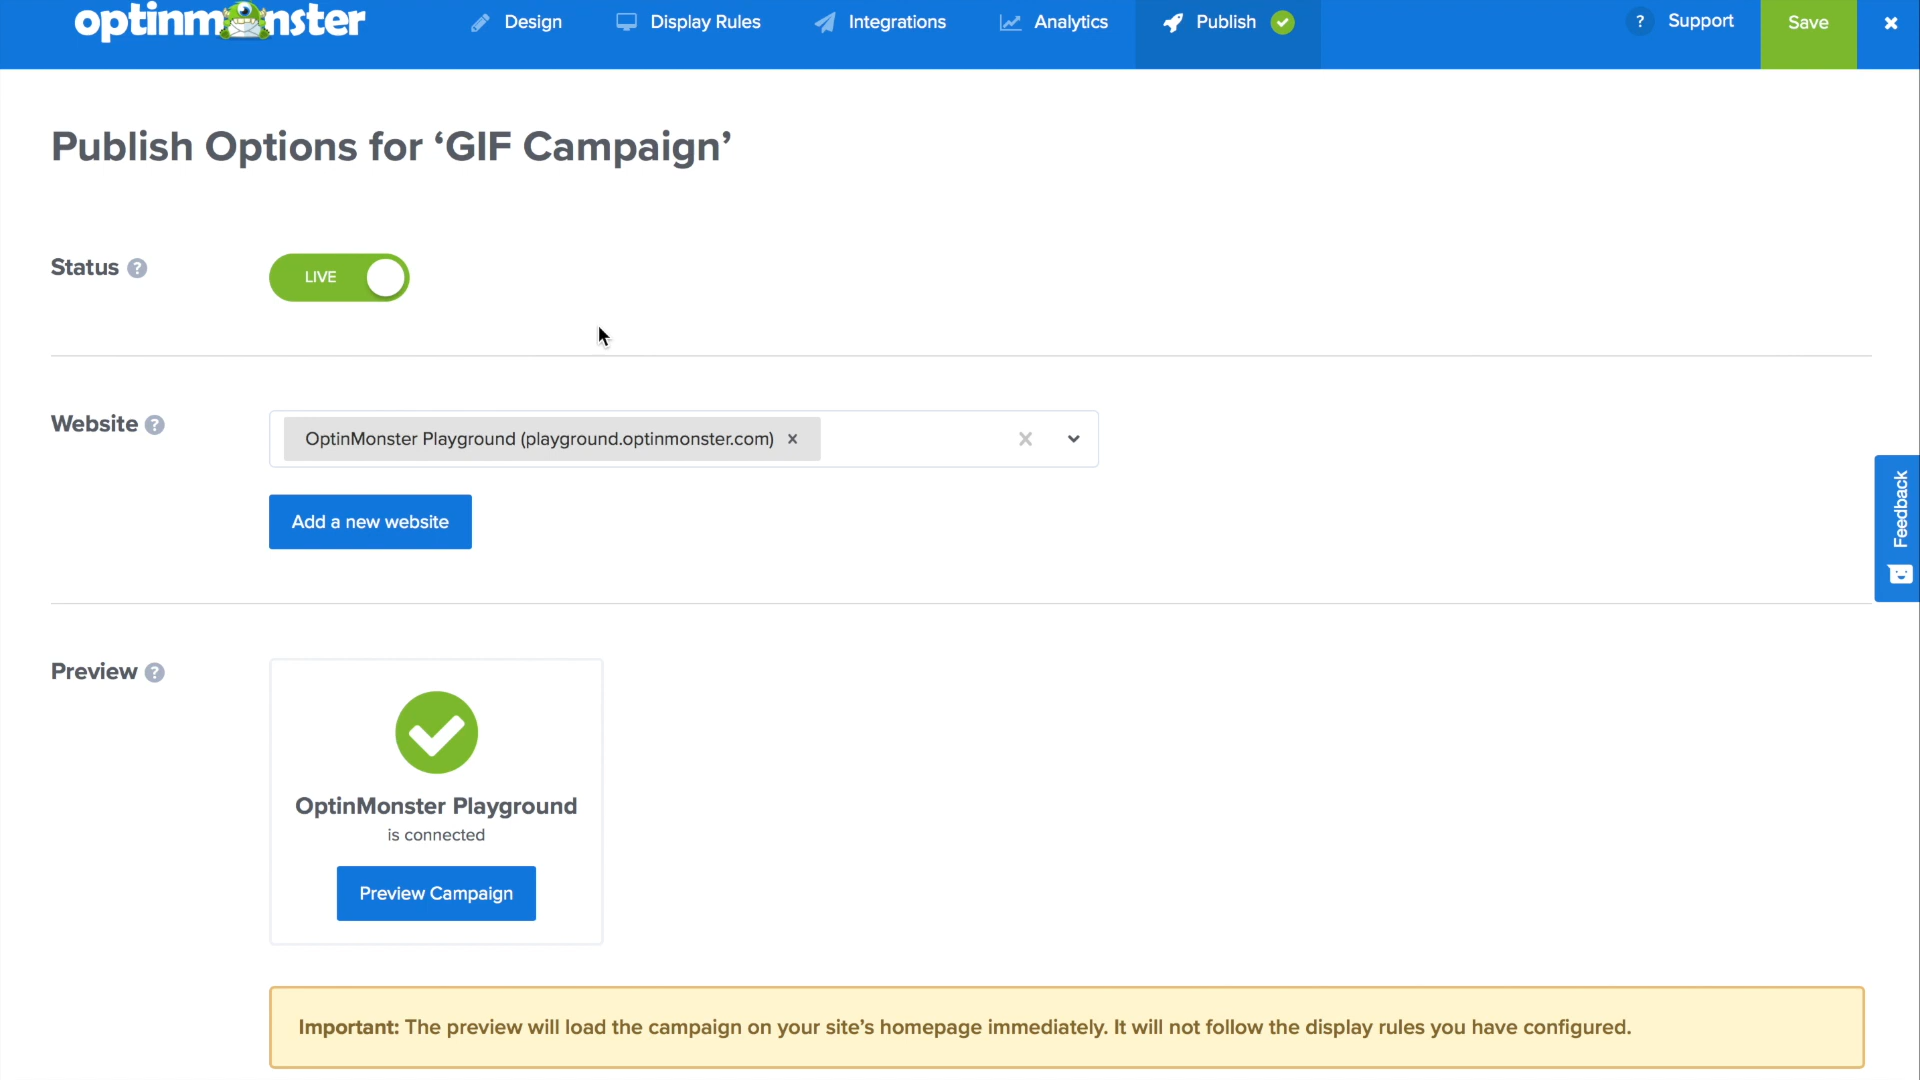 optinmonster
Design
Display Rules
Integrations
Analytics
Publish
? Support
Save
Publish Options for ‘GIF Campaign’
Status ?
LIVE
Website ?
OptinMonster Playground (playground.optinmonster.com) ×
Add a new website
Feedback
Preview ?
OptinMonster Playground
is connected
Preview Campaign
Important: The preview will load the campaign on your site’s homepage immediately. It will not follow the display rules you have configured.